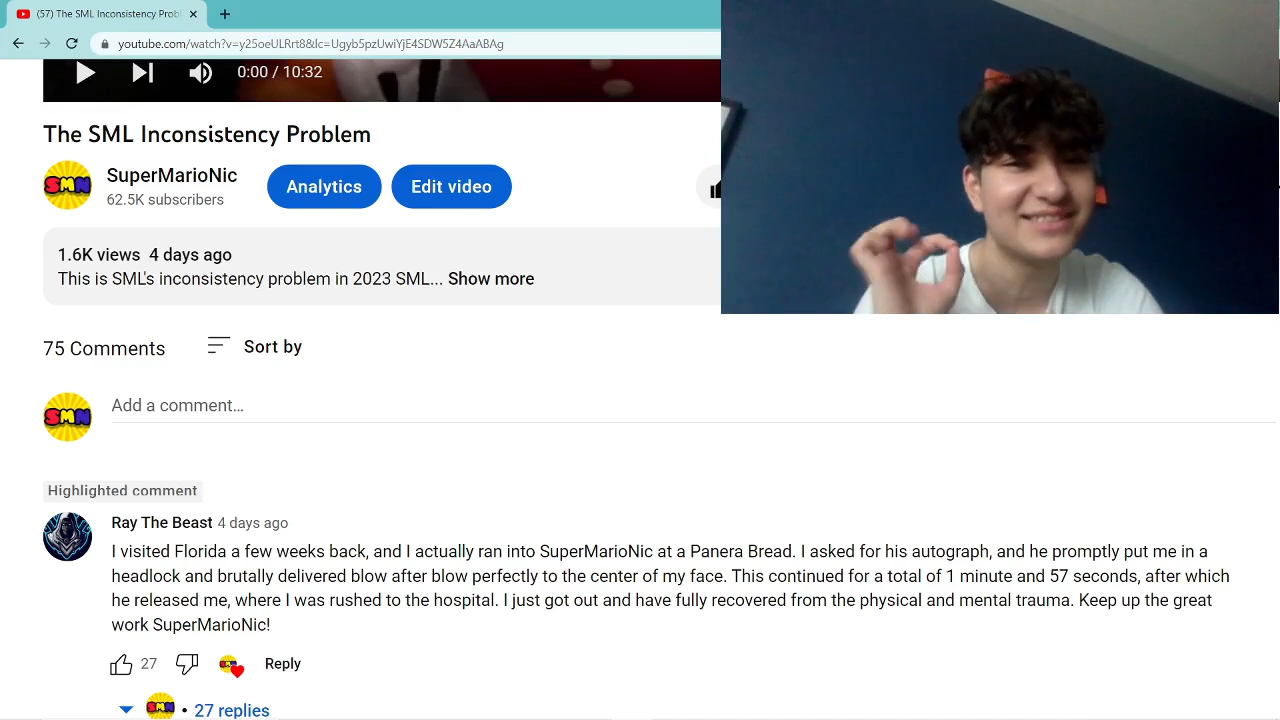 (57) The SML Inconsistency Probl
youtube.com/watch?v=y25oeULRrt8&lc=Ugyb5pzUwiYjE4SDW5Z4AaABAg
0:00 / 10:32
The SML Inconsistency Problem
SMN
SuperMarioNic
62.5K subscribers
Analytics
Edit video
1.6K views 4 days ago
This is SML's inconsistency problem in 2023 SML... Show more
75 Comments
Sort by
SMN
Add a comment...
Highlighted comment
Ray The Beast 4 days ago
I visited Florida a few weeks back, and I actually ran into SuperMarioNic at a Panera Bread. I asked for his autograph, and he promptly put me in a
headlock and brutally delivered blow after blow perfectly to the center of my face. This continued for a total of 1 minute and 57 seconds, after which
he released me, where I was rushed to the hospital. I just got out and have fully recovered from the physical and mental trauma. Keep up the great
work SuperMarioNic!
27
Reply
SMN
• 27 replies